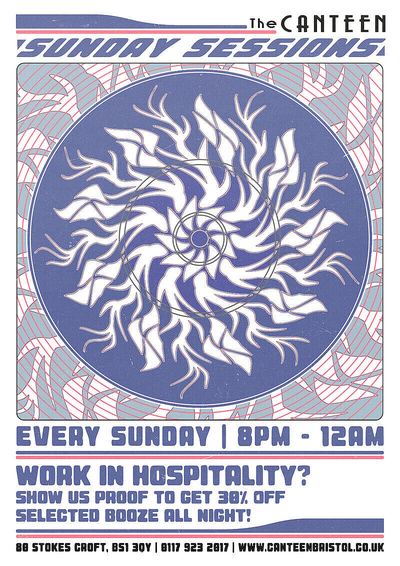 The CANTEEN
SUNDAY SESSIONS
EVERY SUNDAY | 8PM - 12AM
WORK IN HOSPITALITY?
SHOW US PROOF TO GET 30% OFF
SELECTED BOOZE ALL NIGHT!
80 STOKES CROFT, BS1 3QY | 0117 923 2017 | WWW.CANTEENBRISTOL.CO.UK